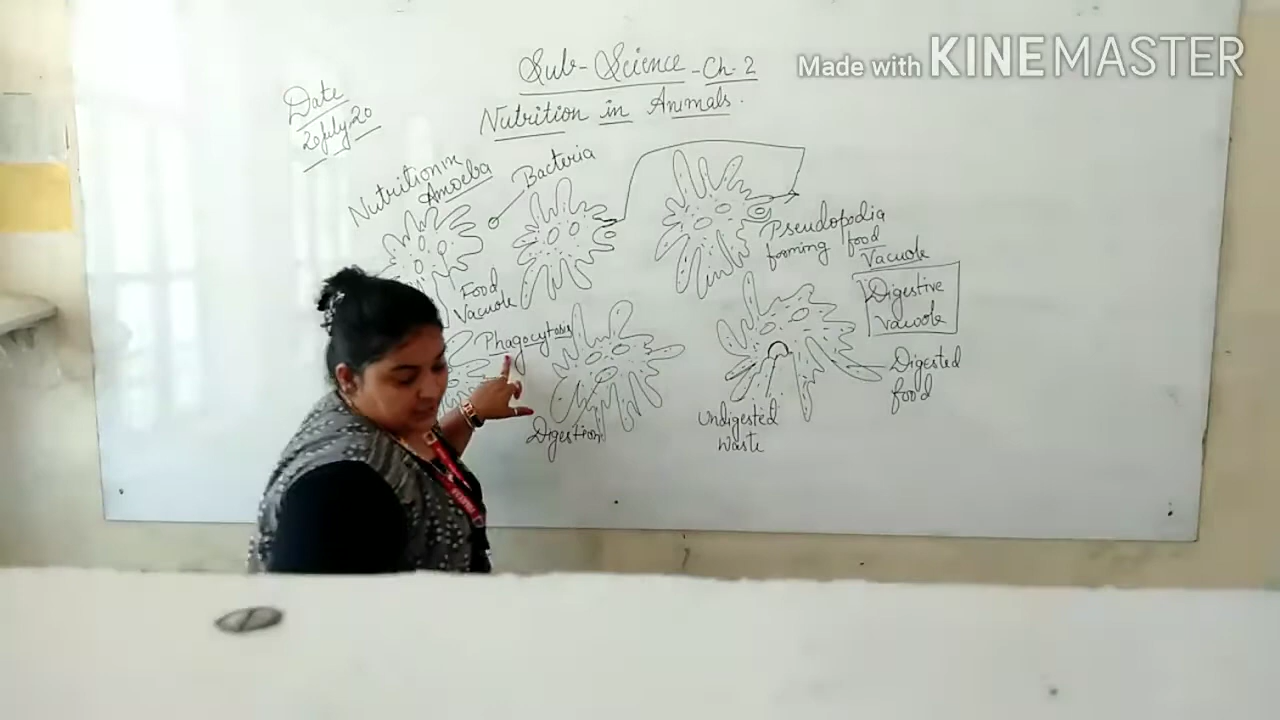 Made with KINEMASTER
Sub-Science-Ch-2
Nutrition in Animals.
Date
20 July, 20
Nutrition in
Amoeba
Bacteria
Pseudopodia
forming food
Vacuole
Food
Vacuole
Digestive
Vacuole
Phagocytosis
Digested
food
Digestion
Undigested
Waste